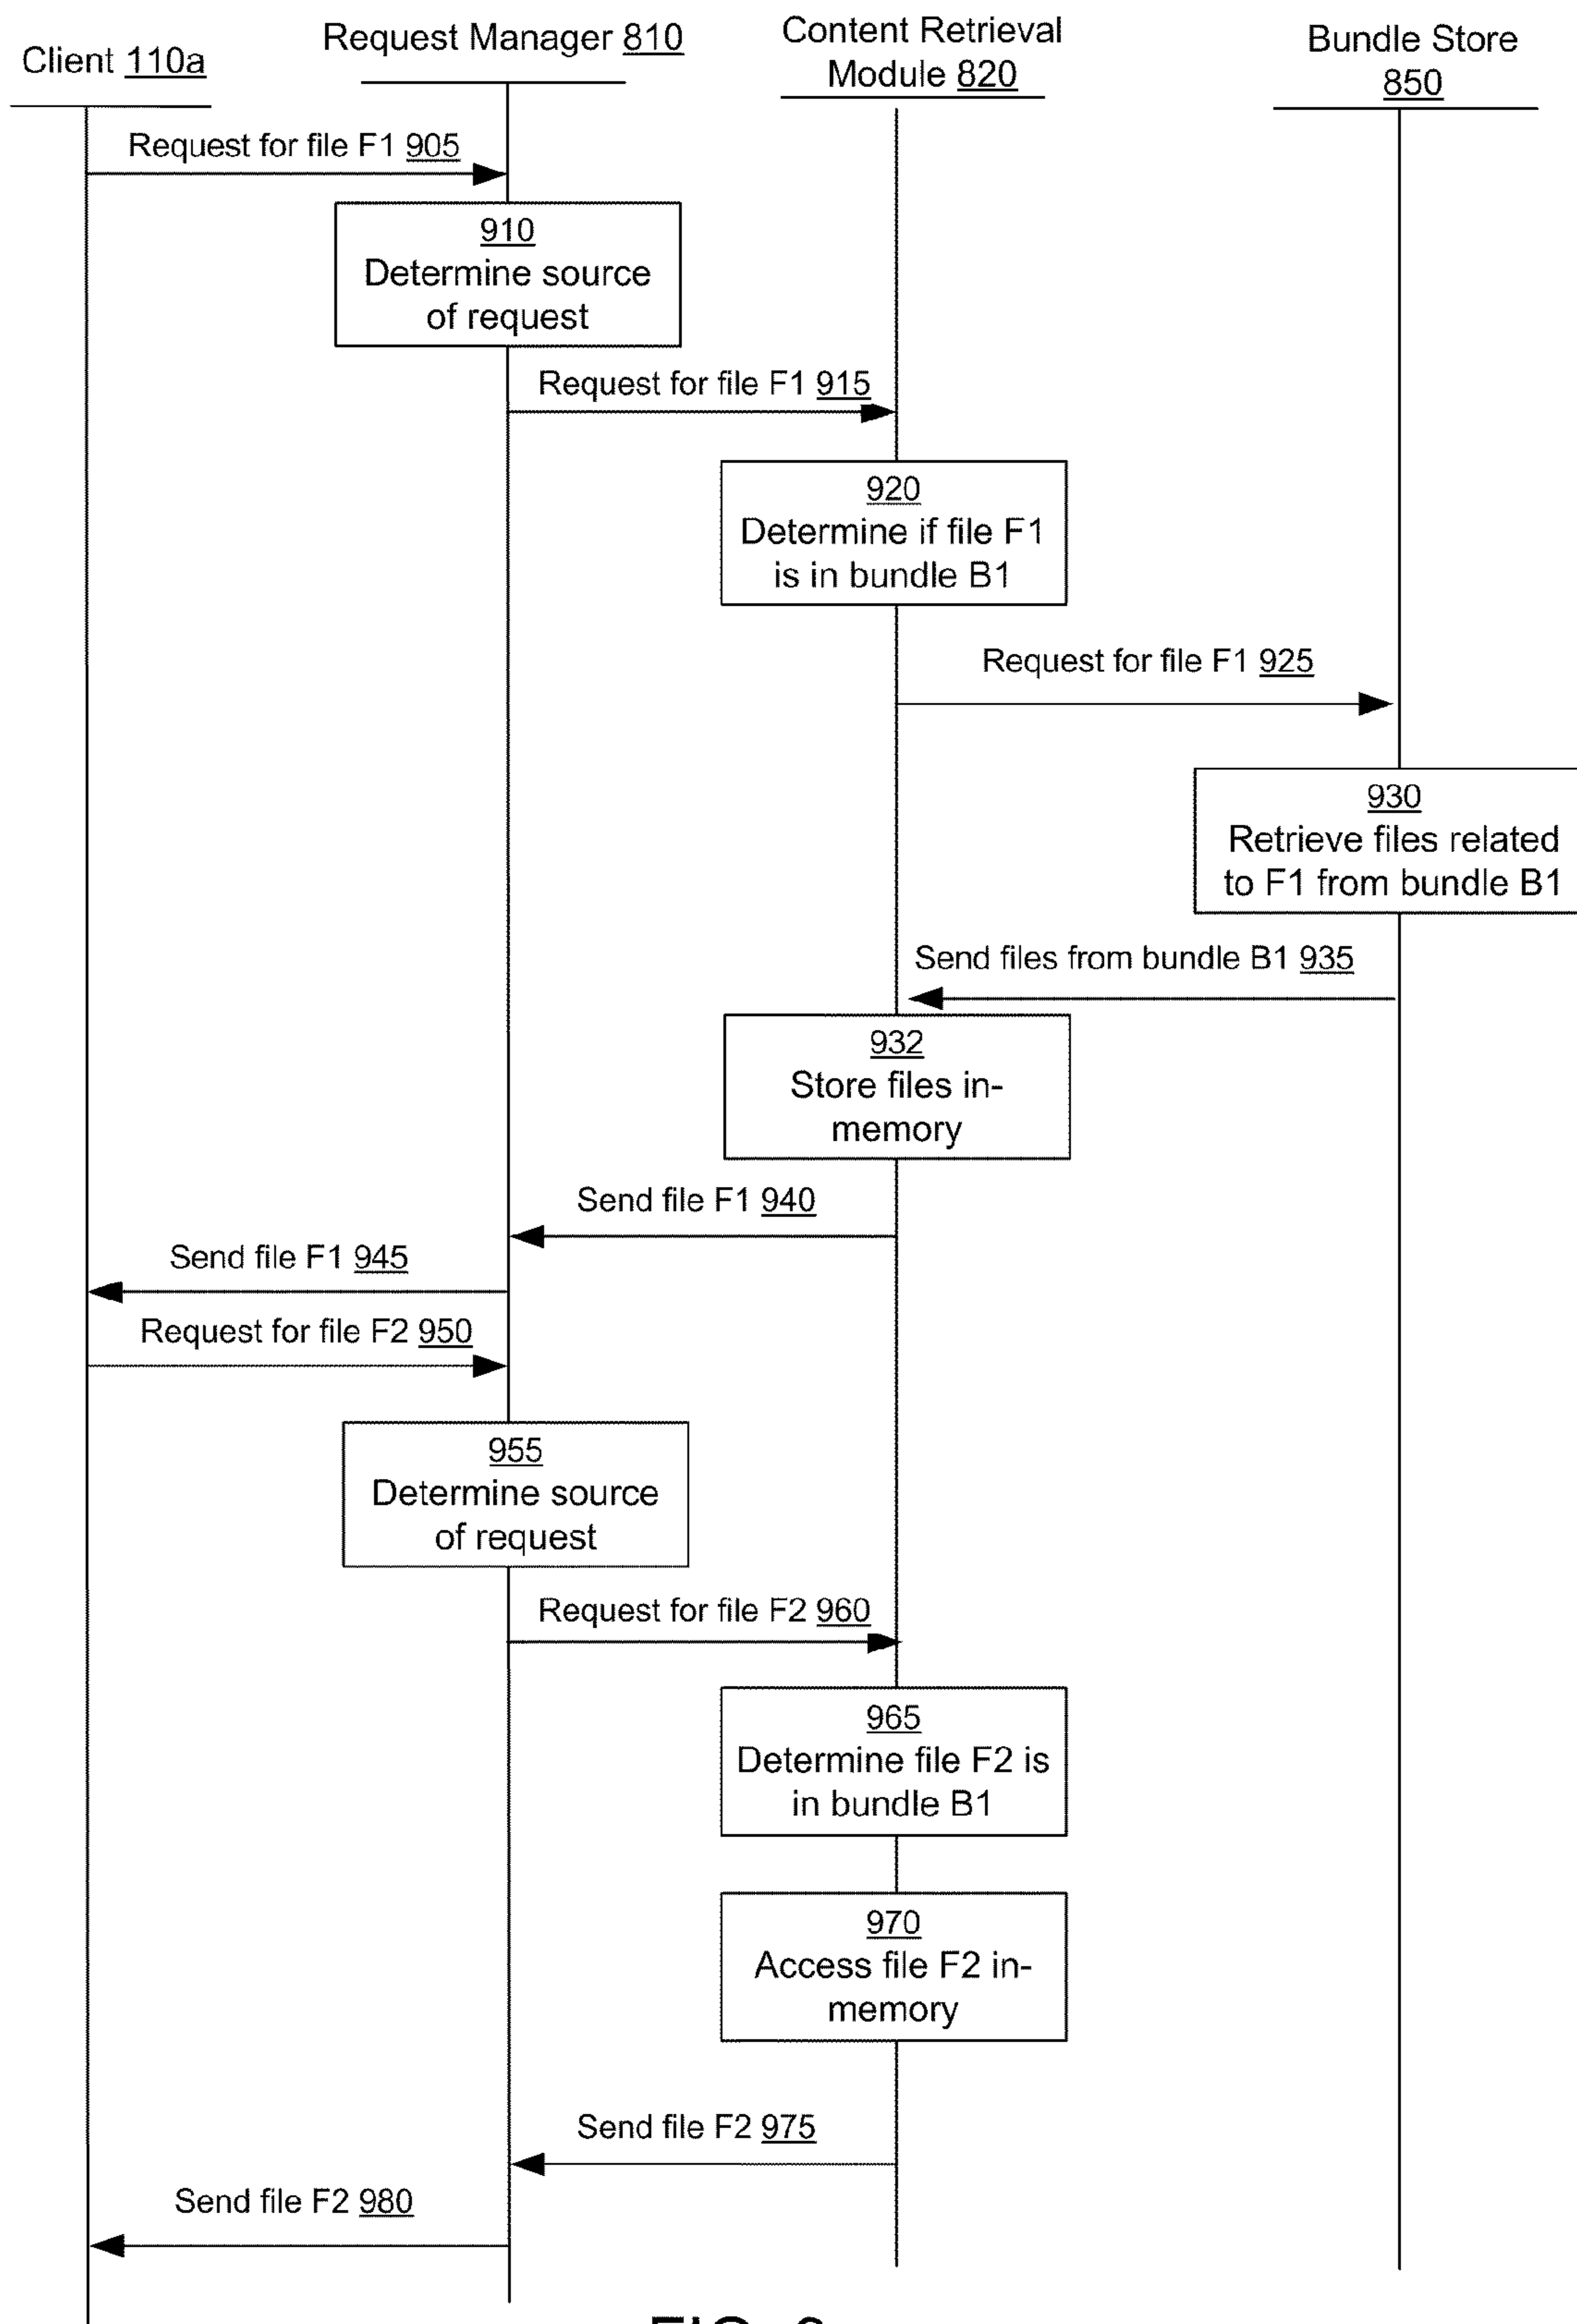 Client 110a
Request Manager 810
Content Retrieval
Module 820
Bundle Store
850
Request for file F1 905
910
Determine source
of request
Request for file F1 915
920
Determine if file F1
is in bundle B1
Request for file F1 925
930
Retrieve files related
to F1 from bundle B1
Send files from bundle B1 935
932
Store files in-
memory
Send file F1 940
Send file F1 945
Request for file F2 950
955
Determine source
of request
Request for file F2 960
965
Determine file F2 is
in bundle B1
970
Access file F2 in-
memory
Send file F2 975
Send file F2 980